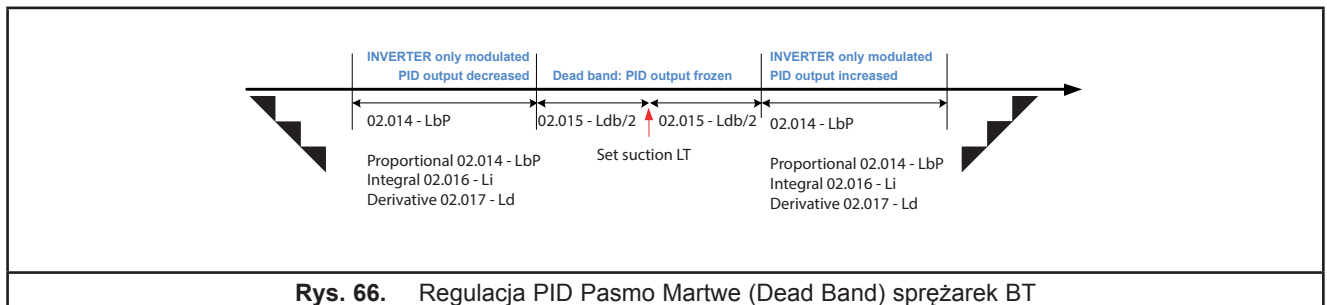 INVERTER only modulated
PID output decreased
Dead band: PID output frozen
INVERTER only modulated
PID output increased
02.014 - LbP
02.015 - Ldb/2
02.015 - Ldb/2
02.014 - LbP
Set suction LT
Proportional 02.014 - LbP
Integral 02.016 - Li
Derivative 02.017 - Ld
Proportional 02.014 - LbP
Integral 02.016 - Li
Derivative 02.017 - Ld
Rys. 66. Regulacja PID Pasmo Martwe (Dead Band) sprężarek BT